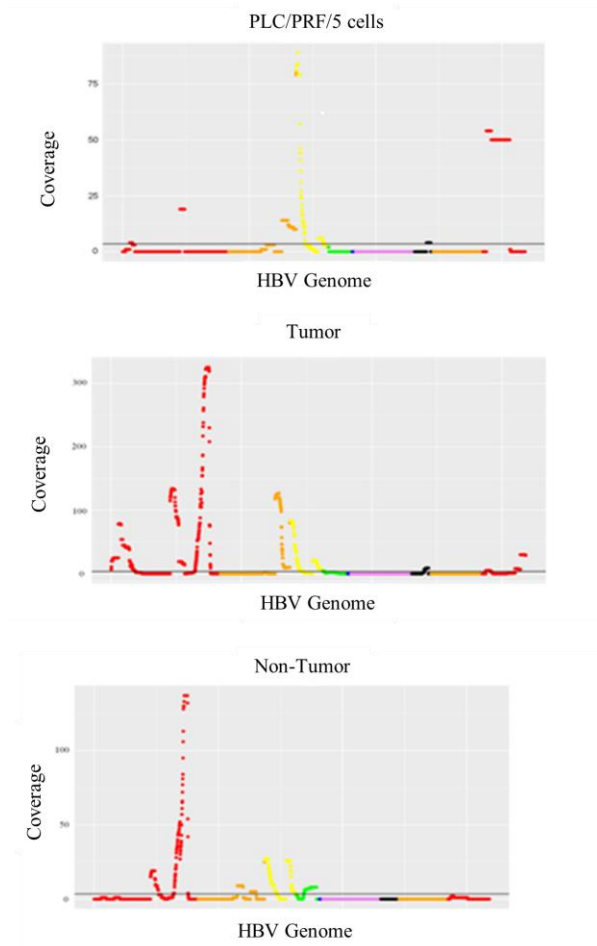 PLC/PRF/5 cells
75
50
25
0
Coverage
HBV Genome
Tumor
300
200
100
0
Coverage
HBV Genome
Non-Tumor
100
50
0
Coverage
HBV Genome